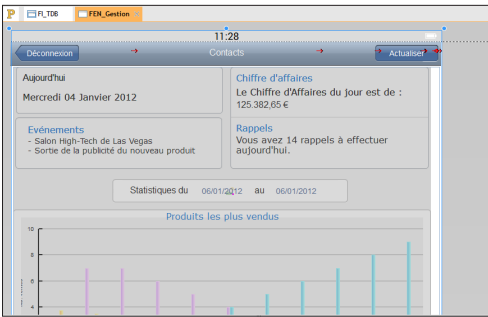 FI_TDB FEN_Gestion
11:28
Déconnexion Contacts Actualiser
Aujourd'hui
Mercredi 04 Janvier 2012
Chiffre d'affaires
Le Chiffre d'Affaires du jour est de :
125.382,65 €
Evénements
- Salon High-Tech de Las Vegas
- Sortie de la publicité du nouveau produit
Rappels
Vous avez 14 rappels à effectuer
aujourd'hui.
Statistiques du 06/01/2012 au 06/01/2012
Produits les plus vendus
10
8
6
4